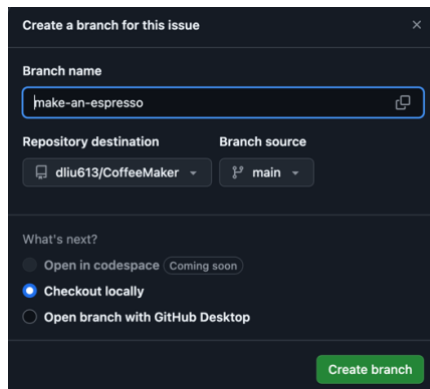 Create a branch for this issue
Branch name
make-an-espresso
Repository destination
Branch source
dliu613/CoffeeMaker
main
What's next?
Open in codespace Coming soon
Checkout locally
Open branch with GitHub Desktop
Create branch